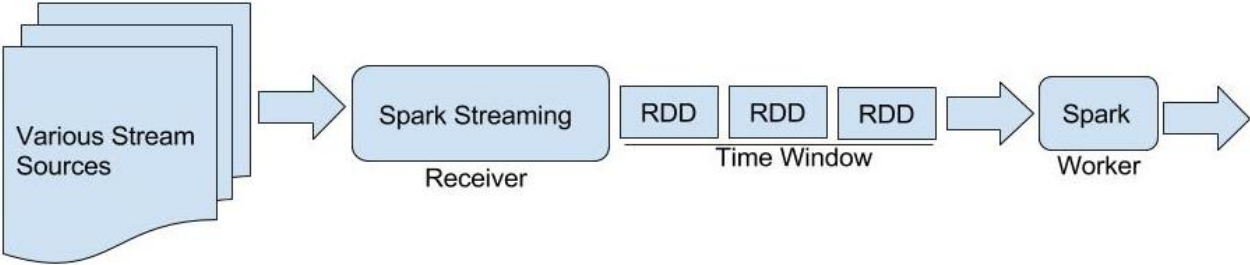 Various Stream
Sources
Spark Streaming
Receiver
RDD
RDD
RDD
Time Window
Spark
Worker